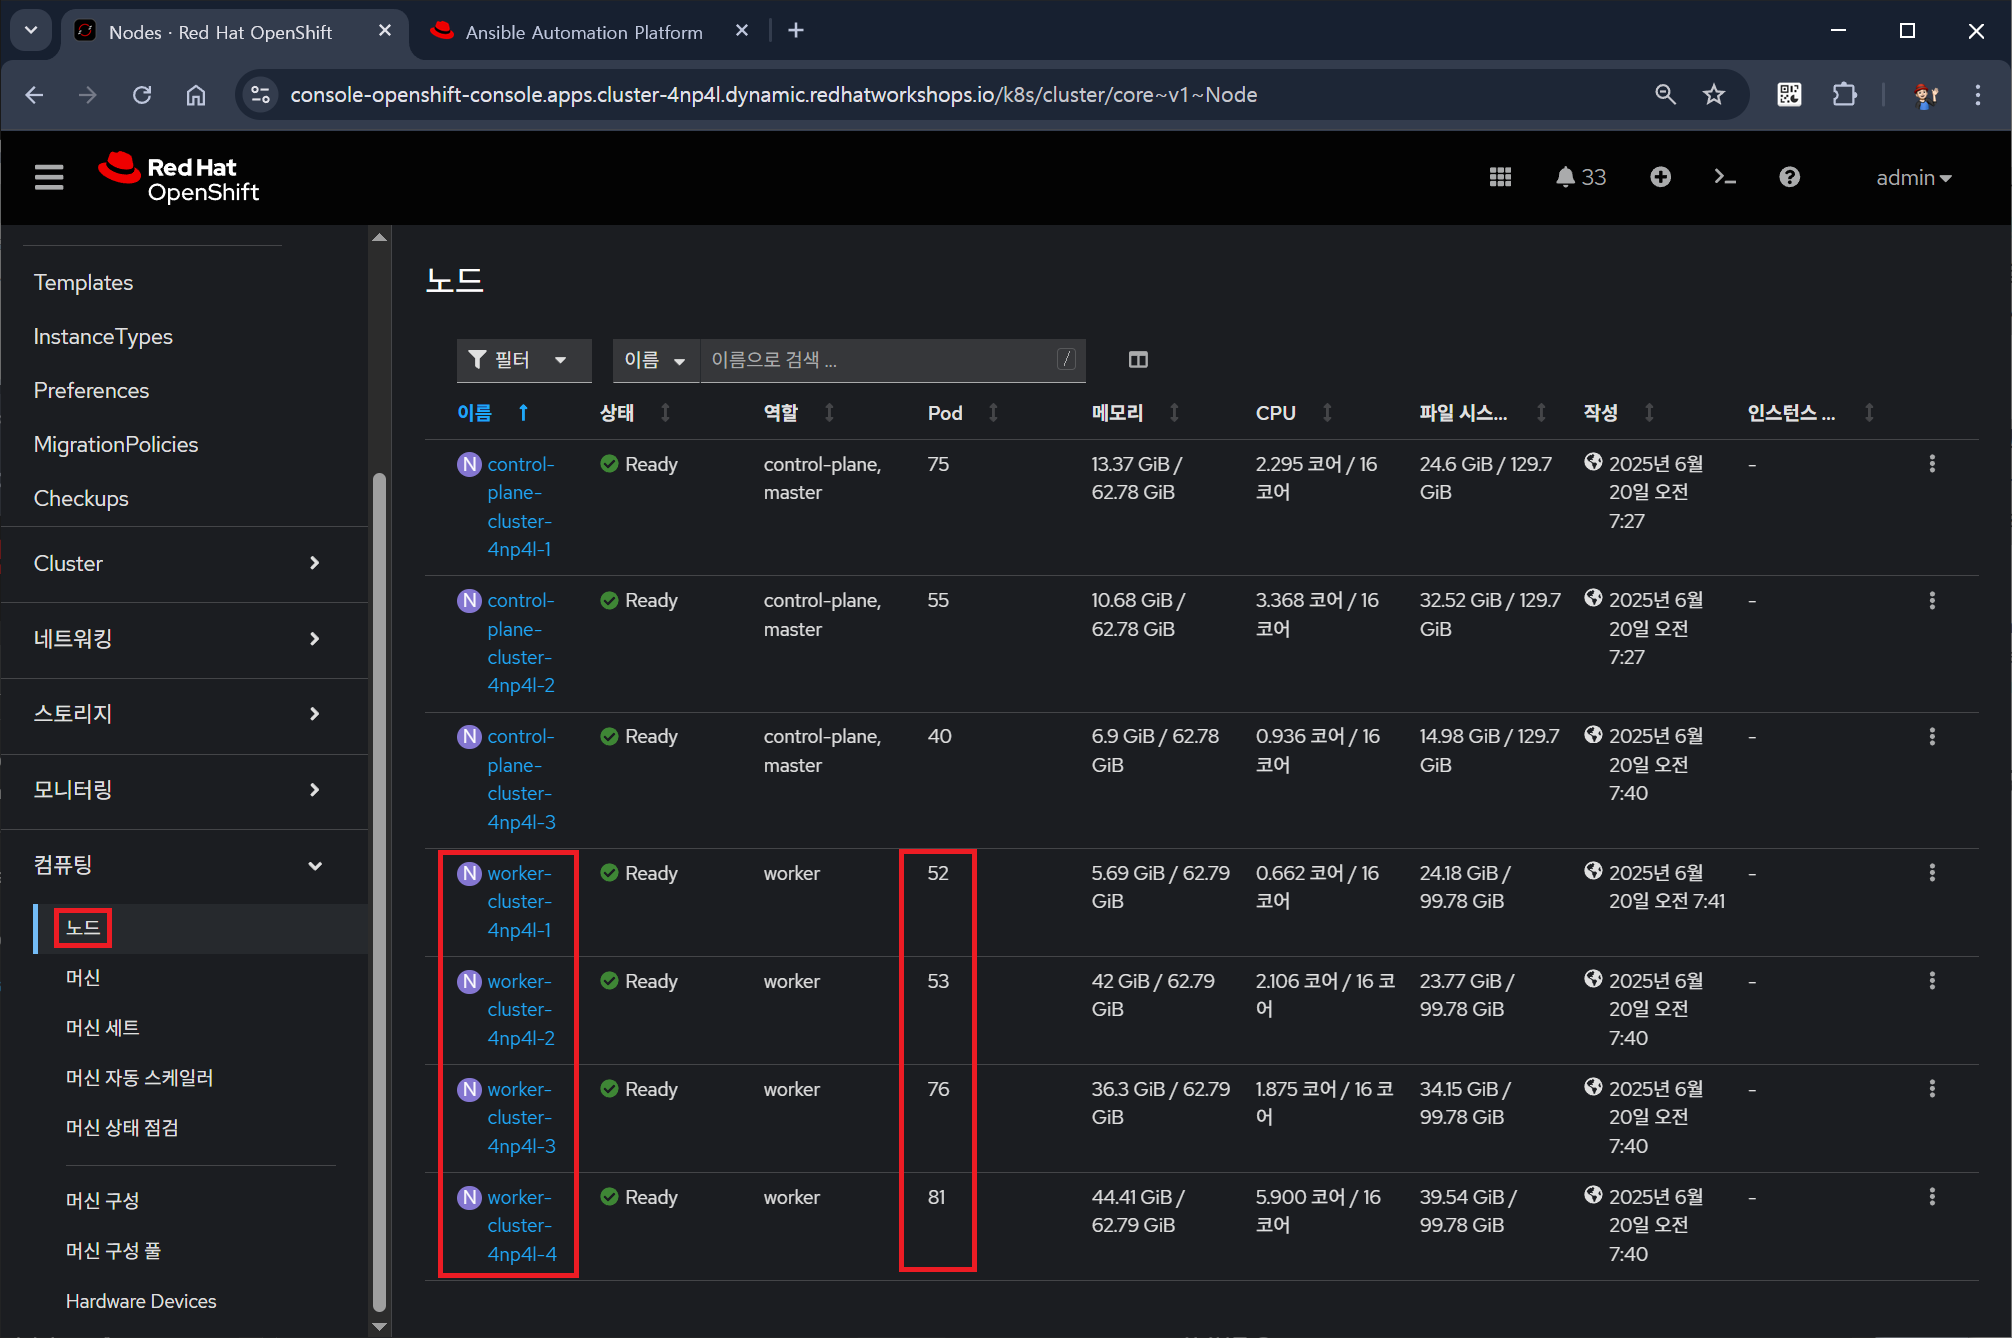 Nodes · Red Hat OpenShift
Ansible Automation Platform
console-openshift-console.apps.cluster-4np4l.dynamic.redhatworkshops.io/k8s/cluster/core~v1~Node
Red Hat
OpenShift
33
admin
Templates
InstanceTypes
Preferences
MigrationPolicies
Checkups
Cluster
네트워킹
스토리지
모니터링
컴퓨팅
노드
머신
머신 세트
머신 자동 스케일러
머신 상태 점검
머신 구성
머신 구성 풀
Hardware Devices
노드
필터
이름
이름으로 검색 ...
/
이름 상태 역할 Pod 메모리 CPU 파일 시스... 작성 인스턴스 ...
N control- Ready control-plane, 75 13.37 GiB / 2.295 코어 / 16 24.6 GiB / 129.7 2025년 6월 -
plane- master 62.78 GiB 코어 GiB 20일 오전
cluster- 7:27
4np4l-1
N control- Ready control-plane, 55 10.68 GiB / 3.368 코어 / 16 32.52 GiB / 129.7 2025년 6월 -
plane- master 62.78 GiB 코어 GiB 20일 오전
cluster- 7:27
4np4l-2
N control- Ready control-plane, 40 6.9 GiB / 62.78 0.936 코어 / 16 14.98 GiB / 129.7 2025년 6월 -
plane- master GiB 코어 GiB 20일 오전
cluster- 7:40
4np4l-3
N worker- Ready worker 52 5.69 GiB / 62.79 0.662 코어 / 16 24.18 GiB / 2025년 6월 -
cluster- GiB 코어 99.78 GiB 20일 오전 7:41
4np4l-1
N worker- Ready worker 53 42 GiB / 62.79 2.106 코어 / 16 코 23.77 GiB / 2025년 6월 -
cluster- GiB 어 99.78 GiB 20일 오전
4np4l-2 7:40
N worker- Ready worker 76 36.3 GiB / 62.79 1.875 코어 / 16 코 34.15 GiB / 2025년 6월 -
cluster- GiB 어 99.78 GiB 20일 오전
4np4l-3 7:40
N worker- Ready worker 81 44.41 GiB / 5.900 코어 / 16 39.54 GiB / 2025년 6월 -
cluster- 62.79 GiB 코어 99.78 GiB 20일 오전
4np4l-4 7:40